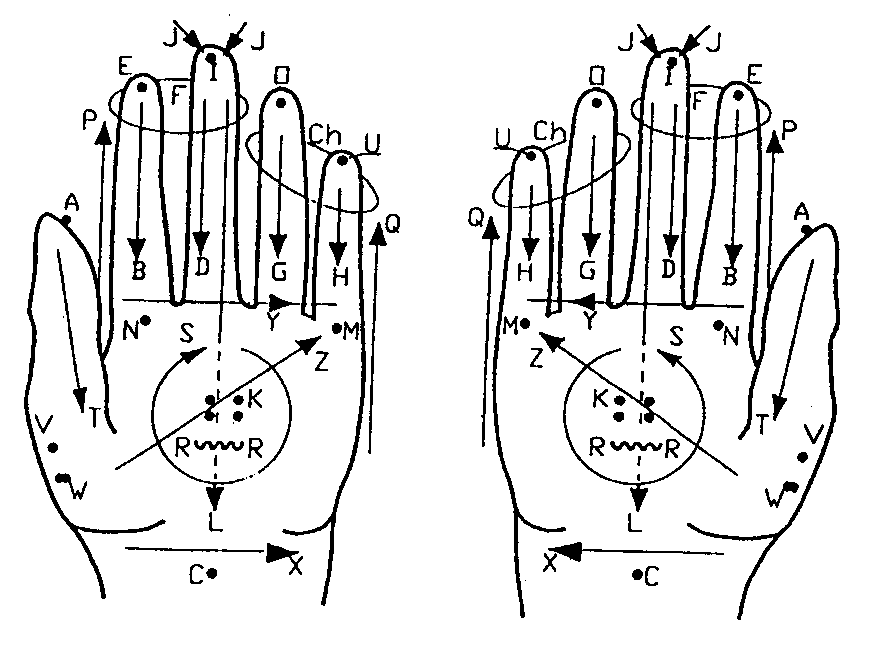 J J J J
E I O O I E
F F
Ch U U Ch
P P
A Q Q A
B D G H H G D B
Y Y
N S M M S N
Z Z
K K
T T
V R R R R V
W W
L L
X X
C C